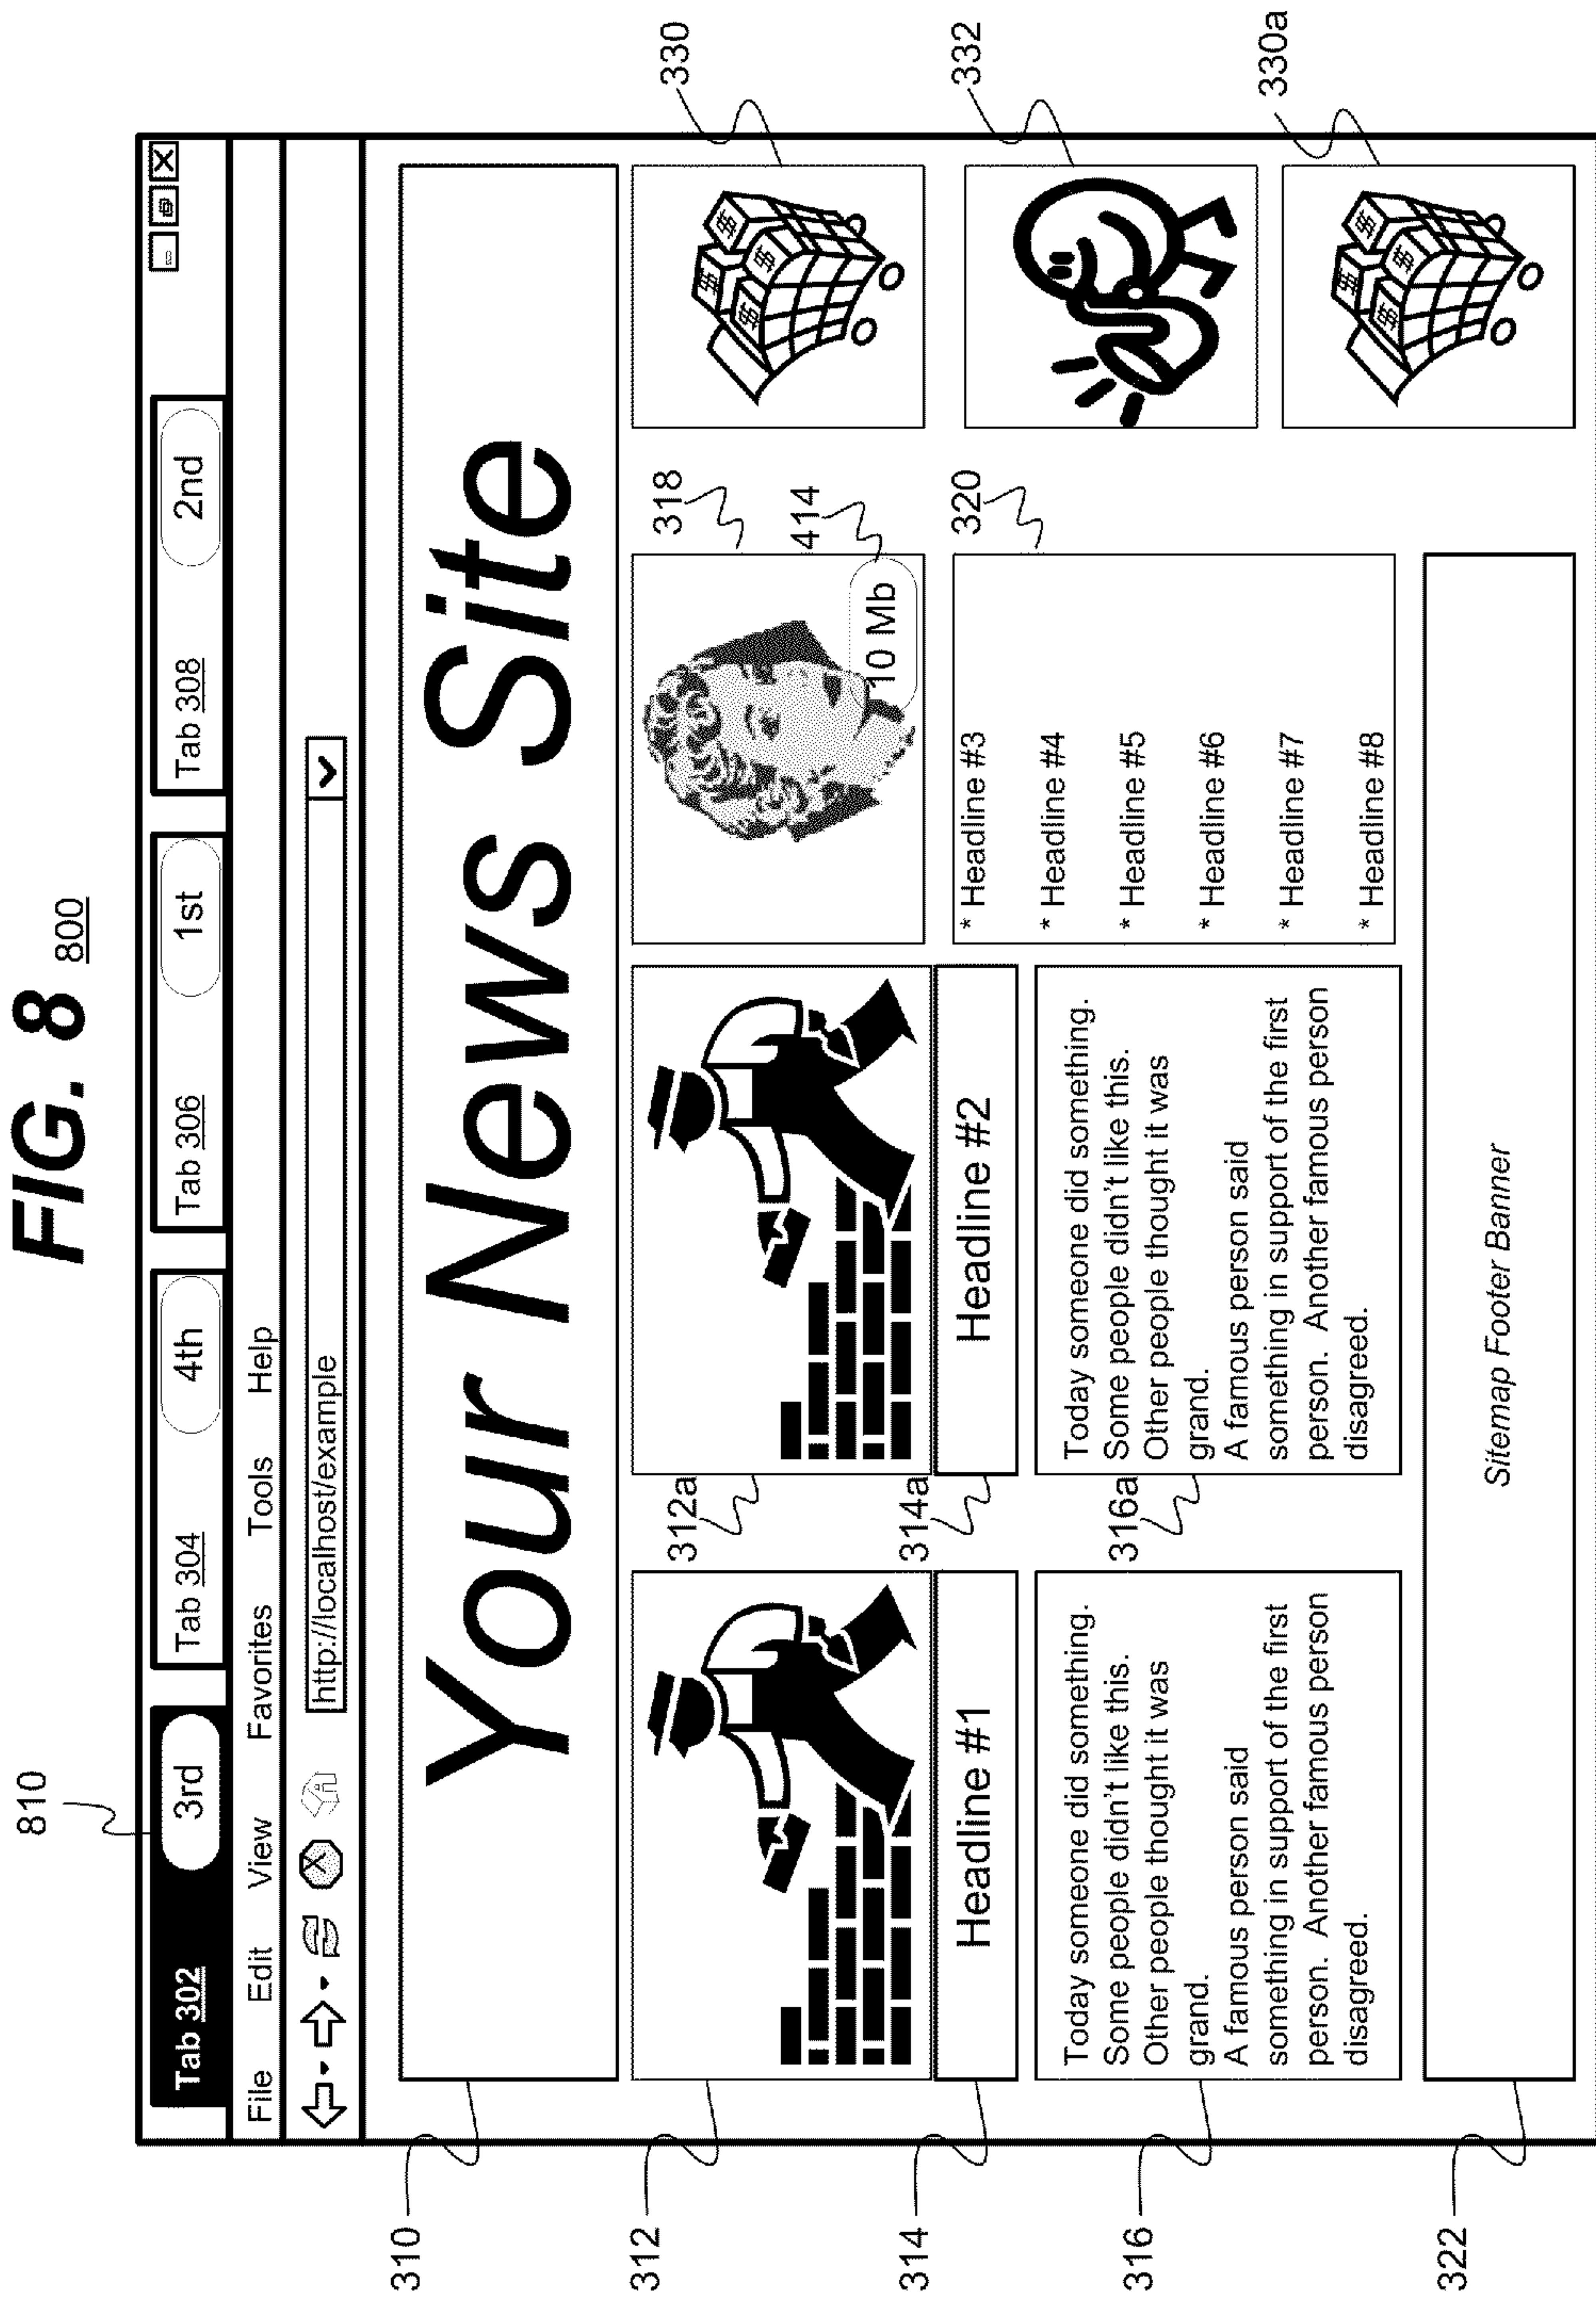 FIG. 8 800
810
Tab 302 3rd Tab 304 4th Tab 306 1st Tab 308 2nd
File Edit View Favorites Tools Help
http://localhost/example
310
Your News Site
312
312a
318
10 Mb
414
330
314
Headline #1
314a
Headline #2
316
Today someone did something.
Some people didn't like this.
Other people thought it was
grand.
A famous person said
something in support of the first
person. Another famous person
disagreed.
316a
Today someone did something.
Some people didn't like this.
Other people thought it was
grand.
A famous person said
something in support of the first
person. Another famous person
disagreed.
320
* Headline #3
* Headline #4
* Headline #5
* Headline #6
* Headline #7
* Headline #8
332
330a
$ $ $ $
$ $ $ $
322
Sitemap Footer Banner